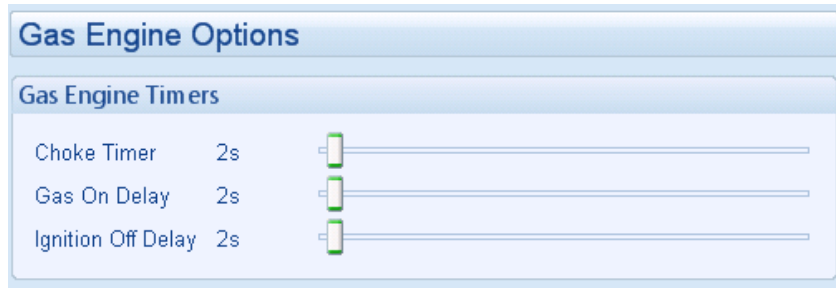 Gas Engine Options
Gas Engine Timers
Choke Timer 2s
Gas On Delay 2s
Ignition Off Delay 2s